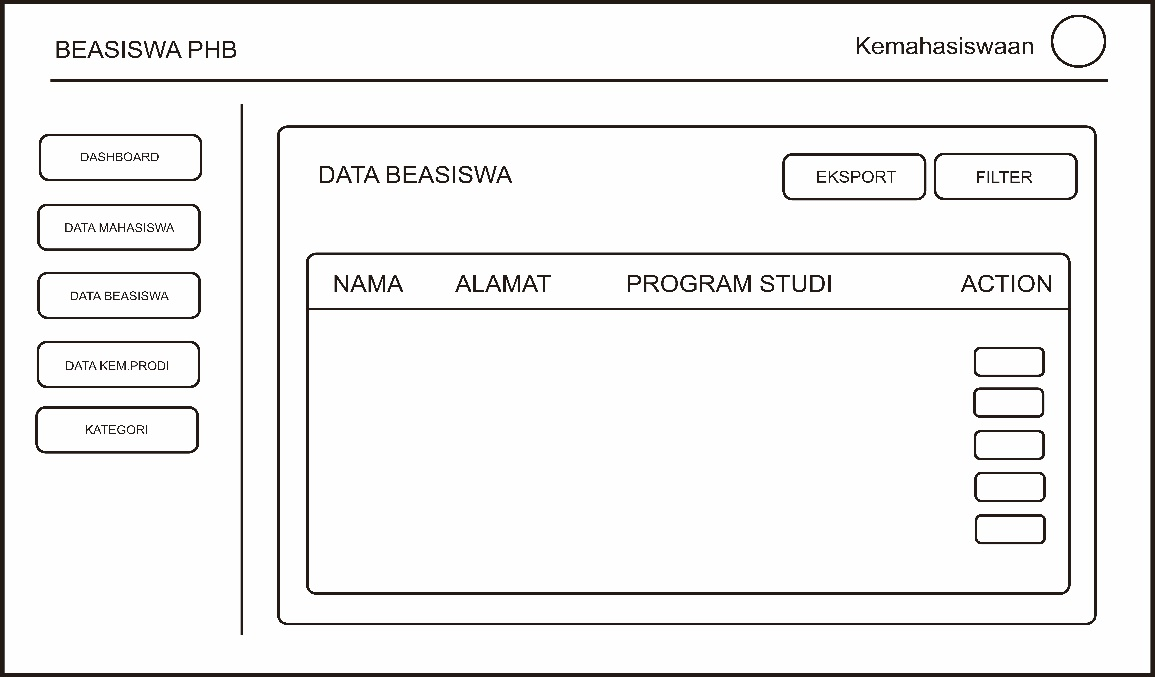 BEASISWA PHB
Kemahasiswaan
DASHBOARD
DATA MAHASISWA
DATA BEASISWA
DATA KEM.PRODI
KATEGORI
DATA BEASISWA
EKSPORT
FILTER
NAMA ALAMAT PROGRAM STUDI ACTION